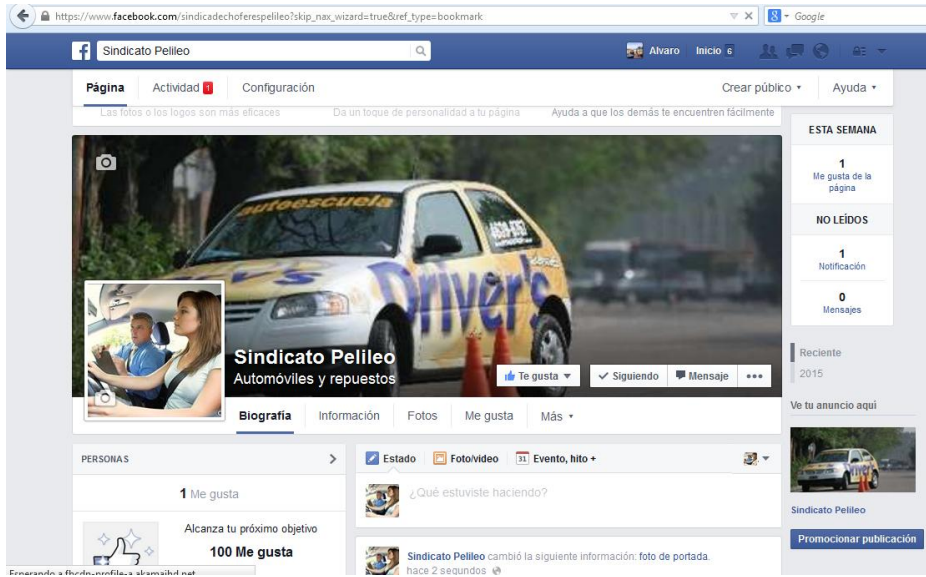 https://www.facebook.com/sindicadechoferespelileo?skip_nax_wizard=true&ref_type=bookmark
Google
Sindicato Pelileo
Alvaro Inicio 6
Página Actividad 1 Configuración Crear público Ayuda
Las fotos o los logos son más eficaces Da un toque de personalidad a tu página Ayuda a que los demás te encuentren fácilmente
ESTA SEMANA
1
Me gusta de la
página
NO LEÍDOS
1
Notificación
0
Mensajes
Reciente
2015
autoescuela
Driver's
Sindicato Pelileo
Automóviles y repuestos
Te gusta Siguiendo Mensaje
Biografía Información Fotos Me gusta Más
Ve tu anuncio aquí
Sindicato Pelileo
Promocionar publicación
PERSONAS
1 Me gusta
Alcanza tu próximo objetivo
100 Me gusta
Estado Foto/video 31 Evento, hito +
¿Qué estuviste haciendo?
Sindicato Pelileo cambió la siguiente información: foto de portada.
hace 2 segundos
Esperando a fbcdn-profile-a.akamaihd.net